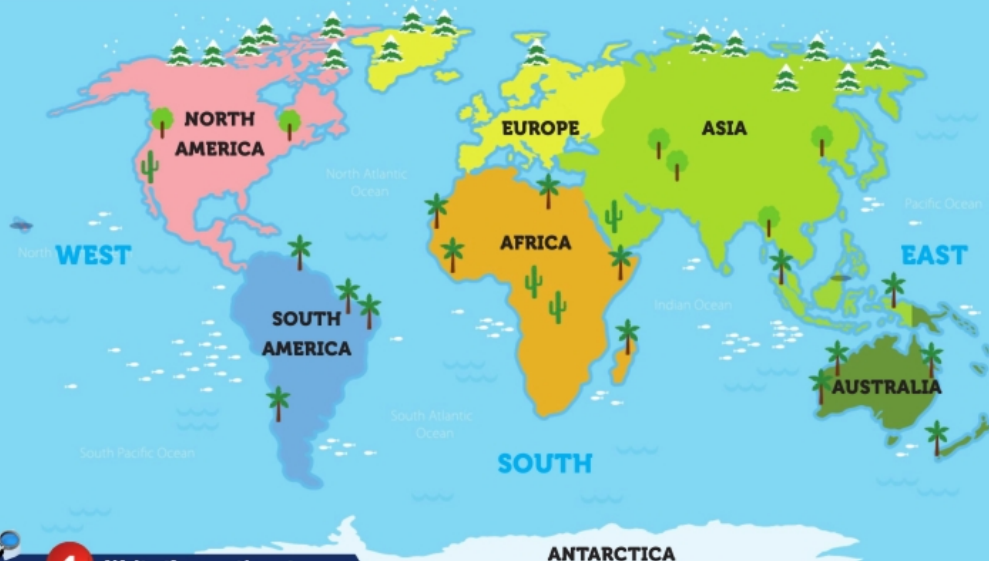 NORTH
AMERICA
EUROPE
ASIA
North Atlantic
Ocean
Pacific Ocean
North
WEST
AFRICA
EAST
Indian Ocean
SOUTH
AMERICA
AUSTRALIA
South Atlantic
Ocean
South Pacific Ocean
SOUTH
ANTARCTICA